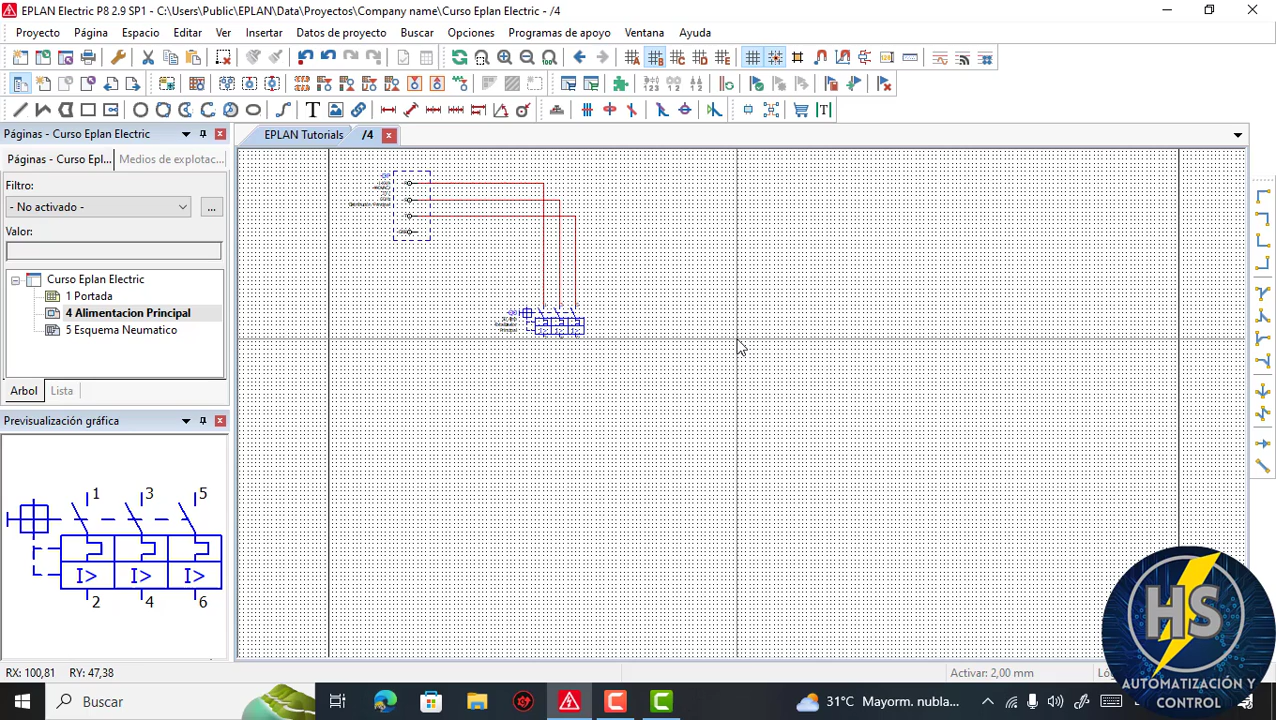 EPLAN Electric P8 2.9 SP1 - C:\Users\Public\EPLAN\Data\Proyectos\Company name\Curso Eplan Electric - /4
Proyecto Página Espacio Editar Ver Insertar Datos de proyecto Buscar Opciones Programas de apoyo Ventana Ayuda
Páginas - Curso Eplan Electric
EPLAN Tutorials /4
Páginas - Curso Epl... Medios de explotac...
Filtro:
- No activado -
...
Valor:
Curso Eplan Electric
1 Portada
4 Alimentacion Principal
5 Esquema Neumatico
Arbol Lista
Previsualización gráfica
1 3 5
I> I> I>
2 4 6
RX: 100,81 RY: 47,38 Activar: 2,00 mm
HS
AUTOMATIZACIÓN Y
CONTROL
Buscar
31°C Mayorm. nubla...